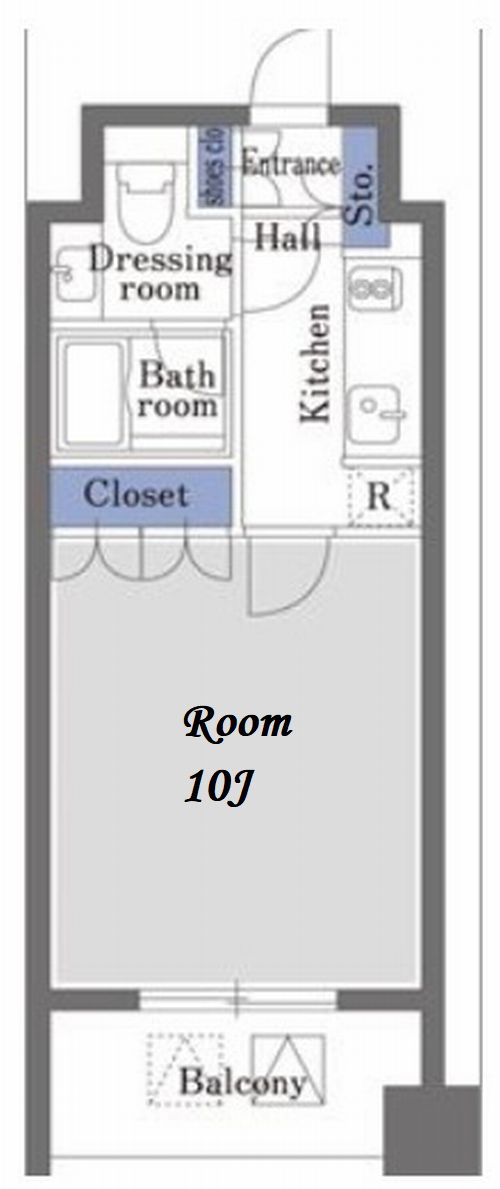 shoes clo
Entrance
Sto.
Hall
Dressing
room
Kitchen
Bath
room
Closet
R
Room
10J
Balcony